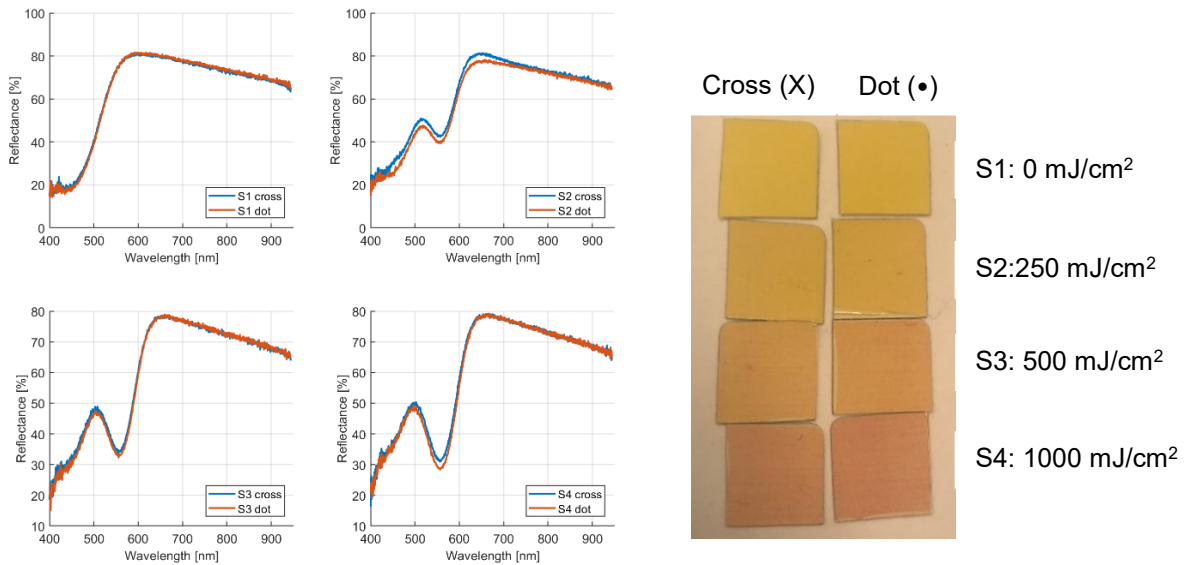 100
80
60
40
20
0
Reflectance [%]
S1 cross
S1 dot
400 500 600 700 800 900
Wavelength [nm]
100
80
60
40
20
0
Reflectance [%]
S2 cross
S2 dot
400 500 600 700 800 900
Wavelength [nm]
80
70
60
50
40
30
20
10
Reflectance [%]
S3 cross
S3 dot
400 500 600 700 800 900
Wavelength [nm]
80
70
60
50
40
30
20
10
Reflectance [%]
S4 cross
S4 dot
400 500 600 700 800 900
Wavelength [nm]
Cross (X) Dot (•)
S1: 0 mJ/cm²
S2:250 mJ/cm²
S3: 500 mJ/cm²
S4: 1000 mJ/cm²